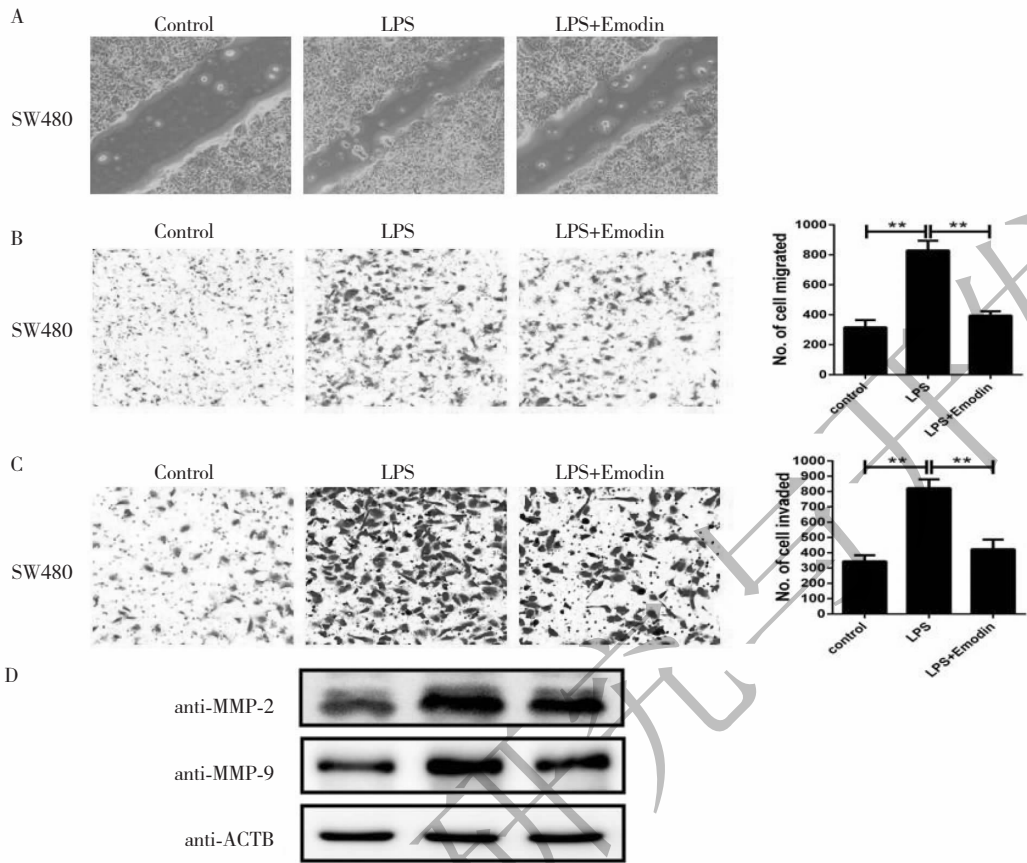 A
Control LPS LPS+Emodin
SW480
B
Control LPS LPS+Emodin
SW480
No. of cell migrated
1000
800
600
400
200
0
** **
control LPS LPS+Emodin
C
Control LPS LPS+Emodin
SW480
No. of cell invaded
1000
900
800
700
600
500
400
300
200
100
0
** **
control LPS LPS+Emodin
D
anti-MMP-2
anti-MMP-9
anti-ACTB